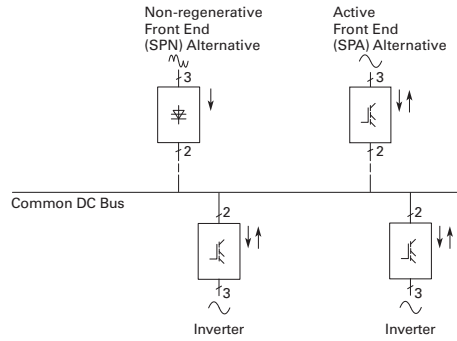 Non-regenerative
Front End
(SPN) Alternative
Active
Front End
(SPA) Alternative
3
3
2
2
Common DC Bus
2
2
3
3
Inverter
Inverter